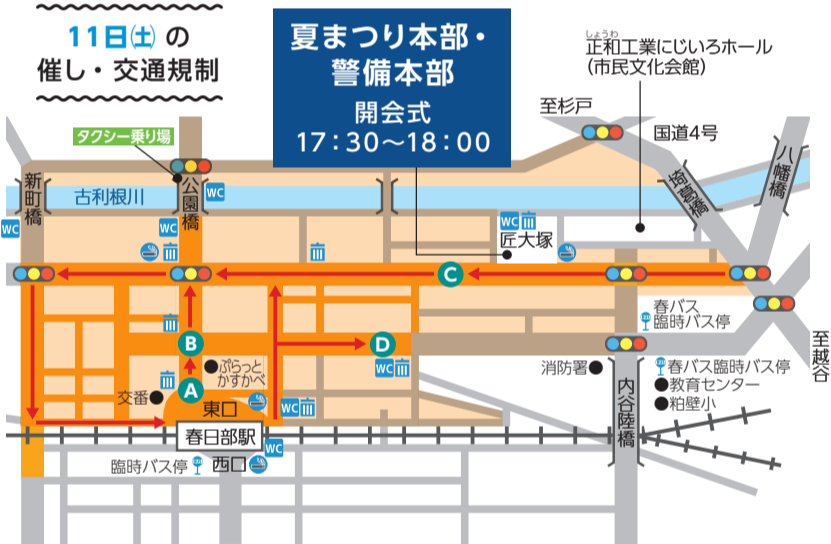 11日(土)の
催し・交通規制
夏まつり本部・
警備本部
開会式
17:30〜18:00
しょうわ
正和工業にじいろホール
(市民文化会館)
至杉戸
国道4号
タクシー乗り場
新町橋
古利根川
公園橋
WC
WC
WC
WC
匠大塚
埼葛橋
八幡橋
C
春バス
臨時バス停
至越谷
B
D
WC
ぷらっと
かすかべ
消防署
春バス臨時バス停
教育センター
粕壁小
内谷陸橋
A
交番
東口
WC
春日部駅
WC
臨時バス停
西口